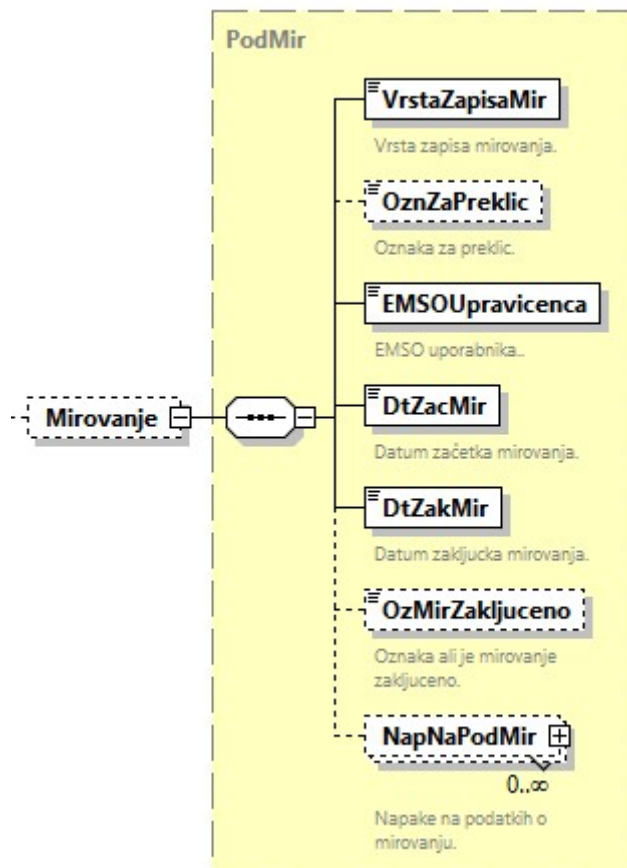 PodMir
VrstaZapisaMir
Vrsta zapisa mirovanja.
OznZaPreklic
Oznaka za preklic.
EMSOUpravicenca
EMSO uporabnika..
Mirovanje
DtZacMir
Datum začetka mirovanja.
DtZakMir
Datum zakljucka mirovanja.
OzMirZakljuceno
Oznaka ali je mirovanje
zakljuceno.
NapNaPodMir
0..∞
Napake na podatkih o
mirovanju.